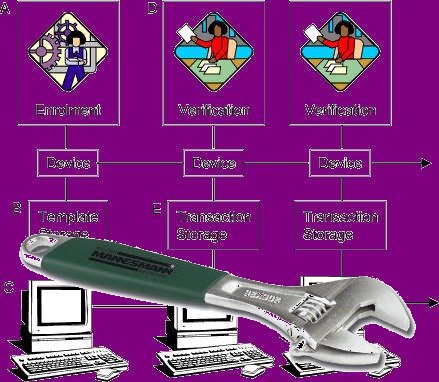 A
D
Enrolment
Verification
Verification
Device
Device
Device
B
Template
Storage
E
Transaction
Storage
Transaction
Storage
C
MANNESMANN